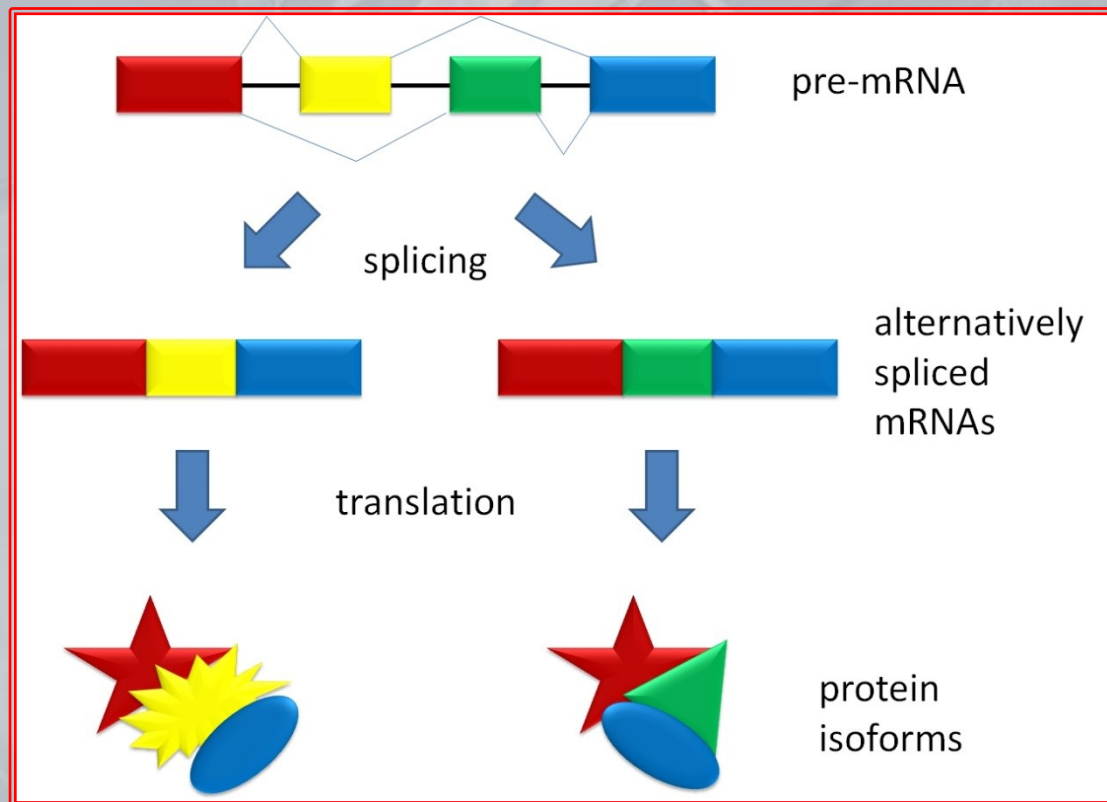 pre-mRNA
splicing
alternatively
spliced
mRNAs
translation
protein
isoforms